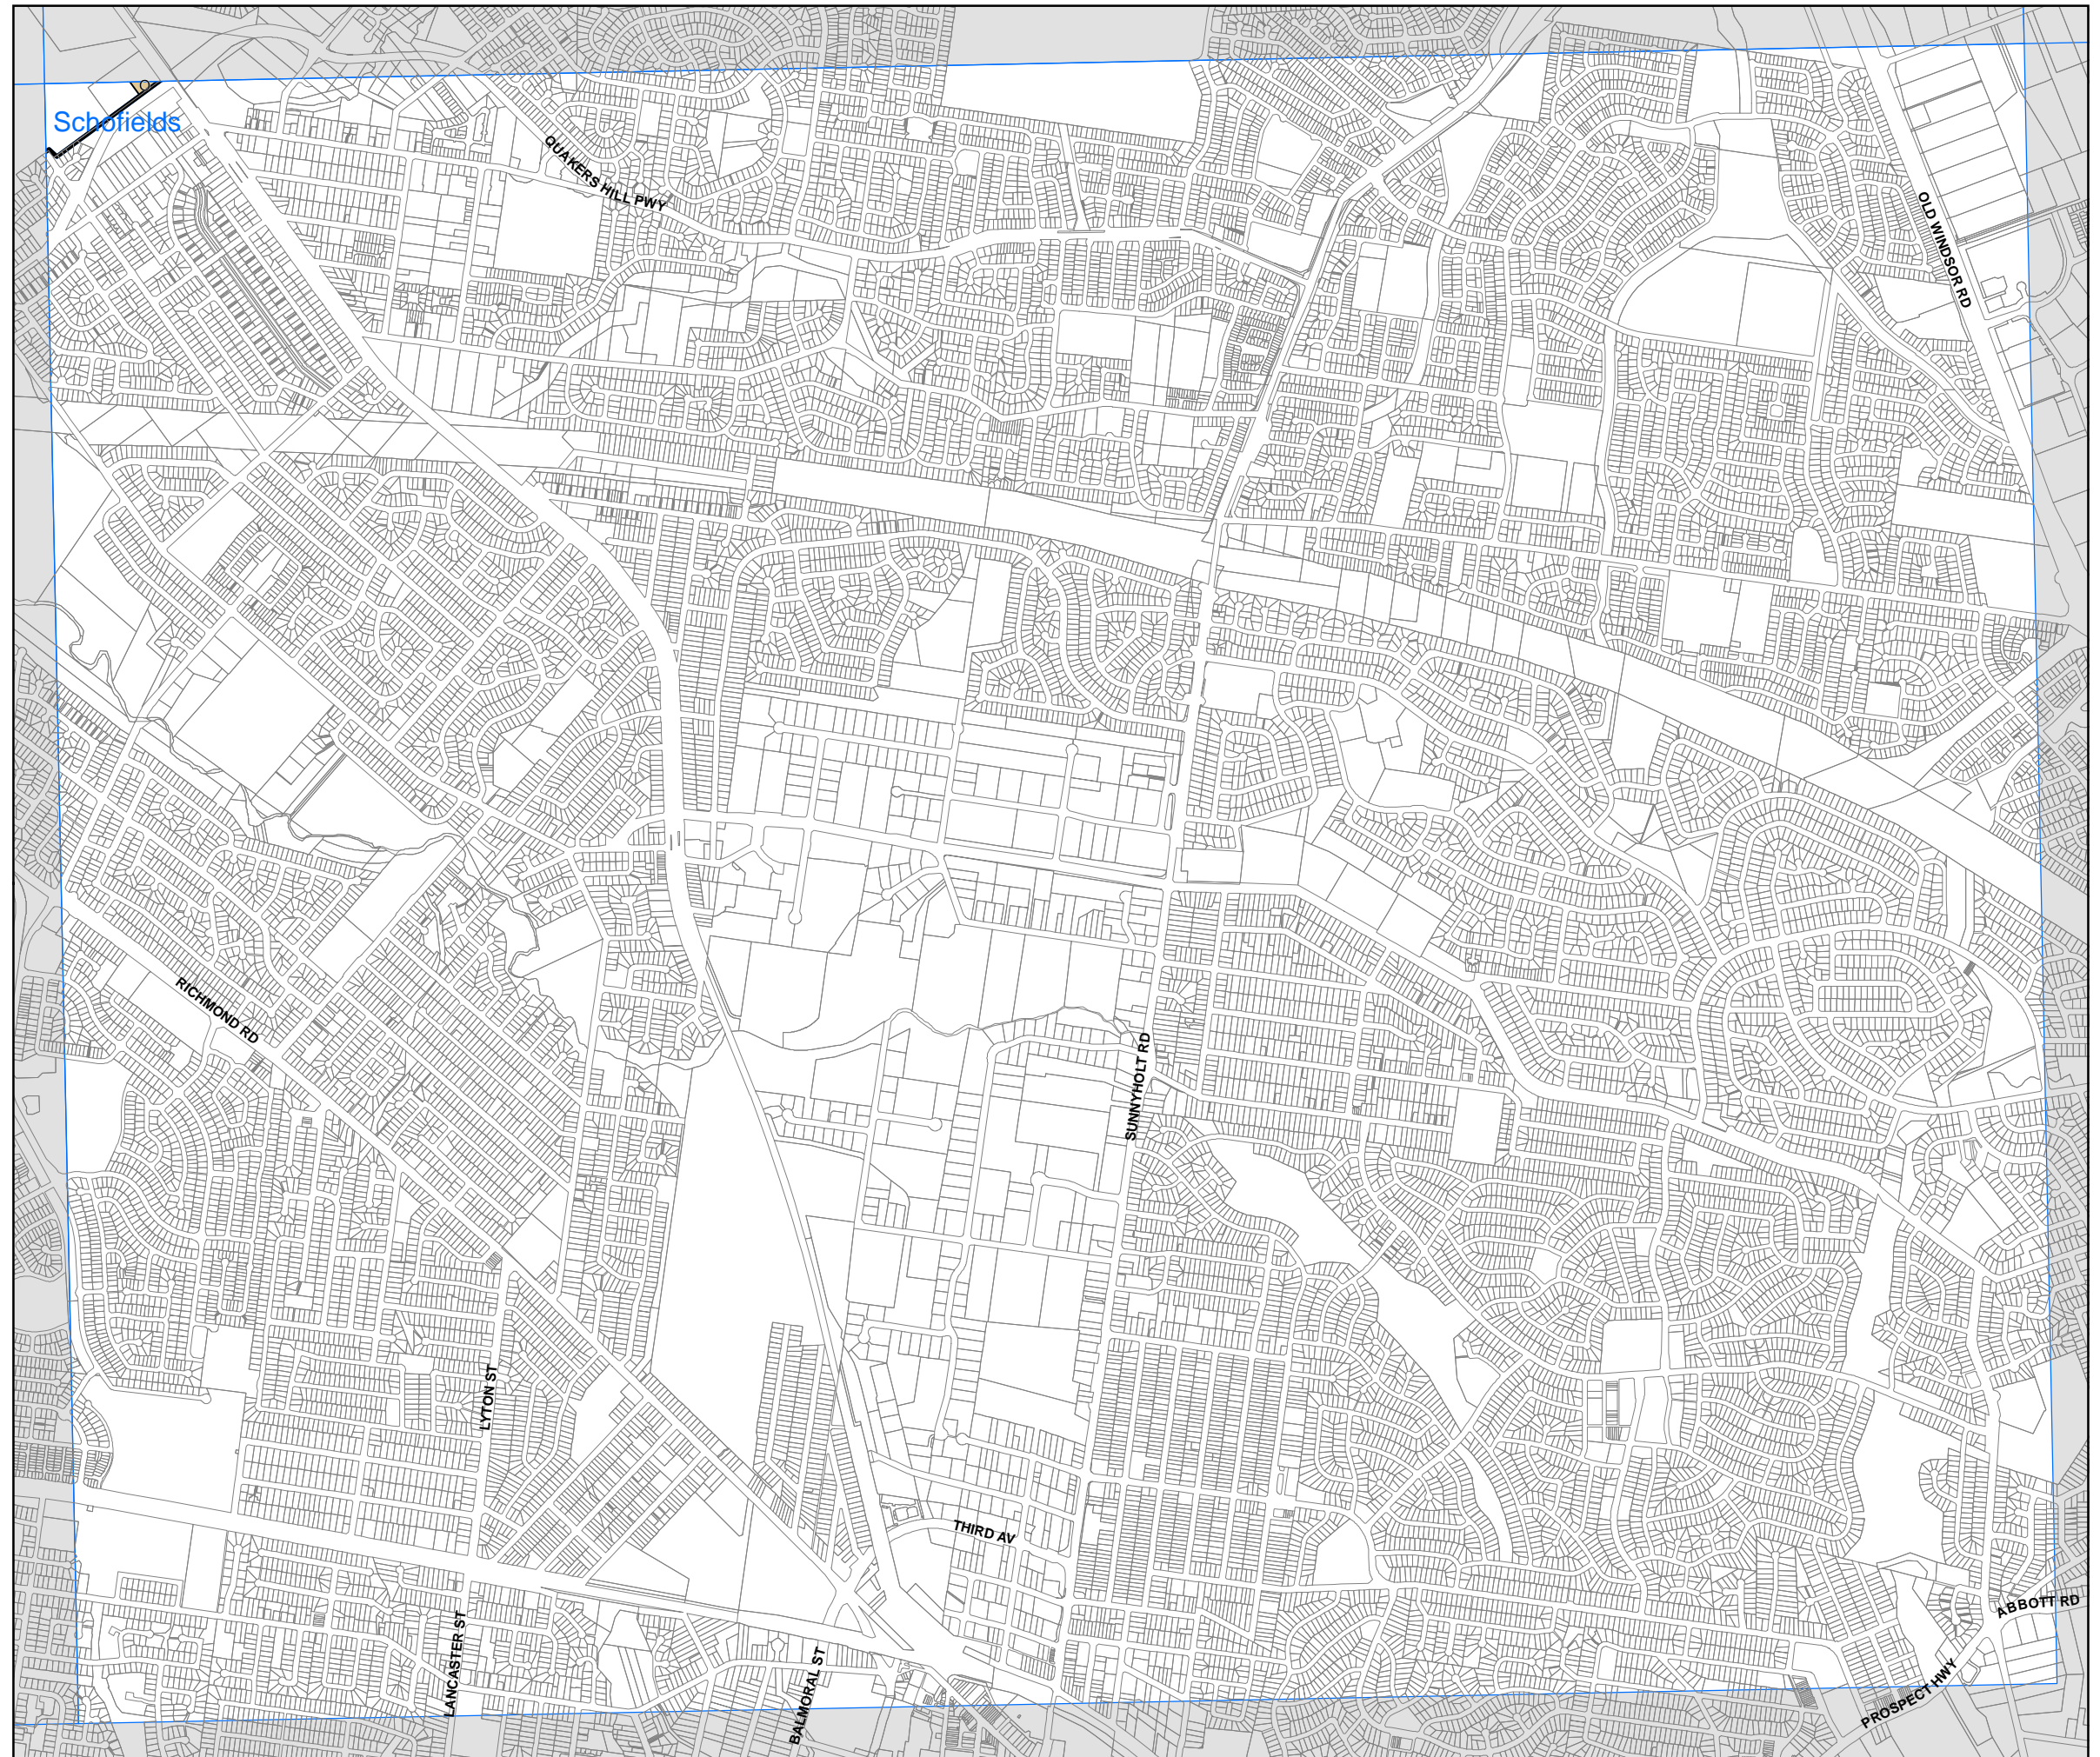 Schofields
QUAKERS HILL PWY
OLD WINDSOR RD
RICHMOND RD
SUNNYHOLT RD
LYTON ST
THIRD AV
LANCASTER ST
BALMORAL ST
ABBOTT RD
PROSPECT HWY